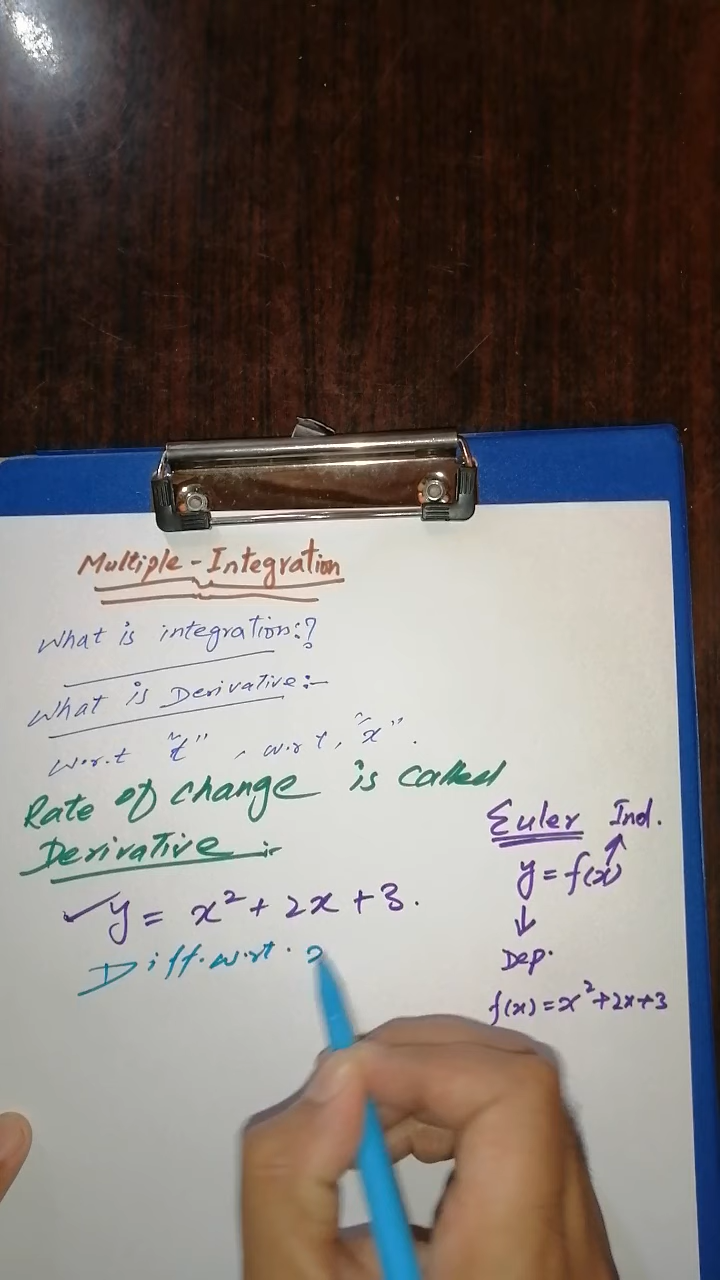 Multiple-Integration
What is integration:?
What is Derivative:-
w.r.t "t", w.r.t, "x".
Rate of change is called
Derivative:-
y = x² + 2x + 3.
Diff. w.r.t.
Euler Ind.
y = f(x)
Dep.
f(x) = x² + 2x + 3